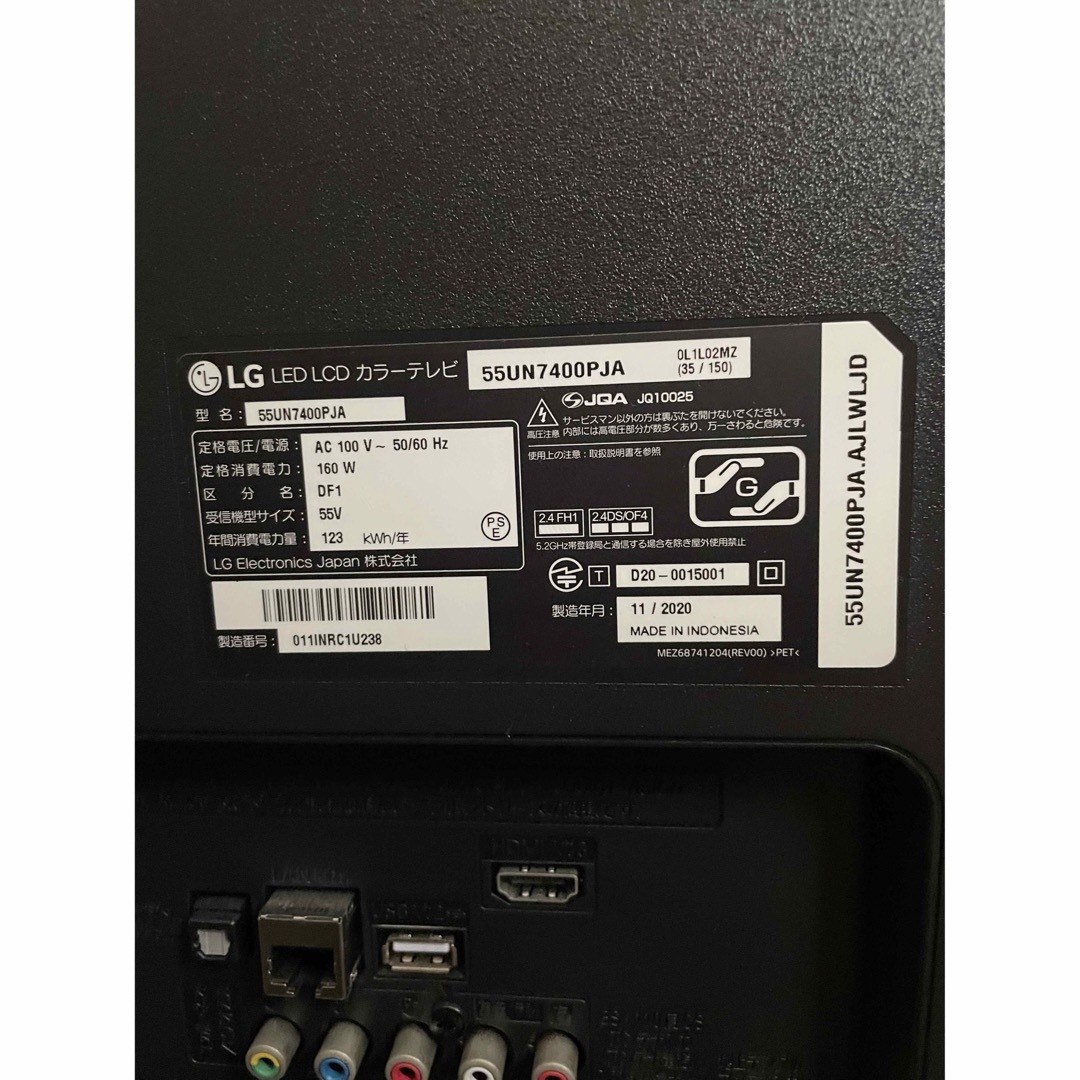 LG LED LCD カラーテレビ 55UN7400PJA 0L1L02MZ
(35 / 150)
型 名 : 55UN7400PJA
定格電圧/電源 : AC 100 V ~ 50/60 Hz
定格消費電力 : 160 W
区 分 名 : DF1
受信機型サイズ : 55V
年間消費電力量 : 123 kWh/年
PS
E
LG Electronics Japan 株式会社
製造番号 : 011INRC1U238
JQA JQ10025
高圧注意
サービスマン以外の方は裏ぶたを開けないでください。
内部には高電圧部分が数多くあり、万一さわると危険です。
使用上の注意 : 取扱説明書を参照
G
2.4 FH1 2.4DS/OF4
5.2GHz帯登録局と通信する場合を除き屋外使用禁止
T D20-0015001
製造年月 : 11 / 2020
MADE IN INDONESIA
MEZ68741204(REV00) >PET<
55UN7400PJA.AJLWLJD